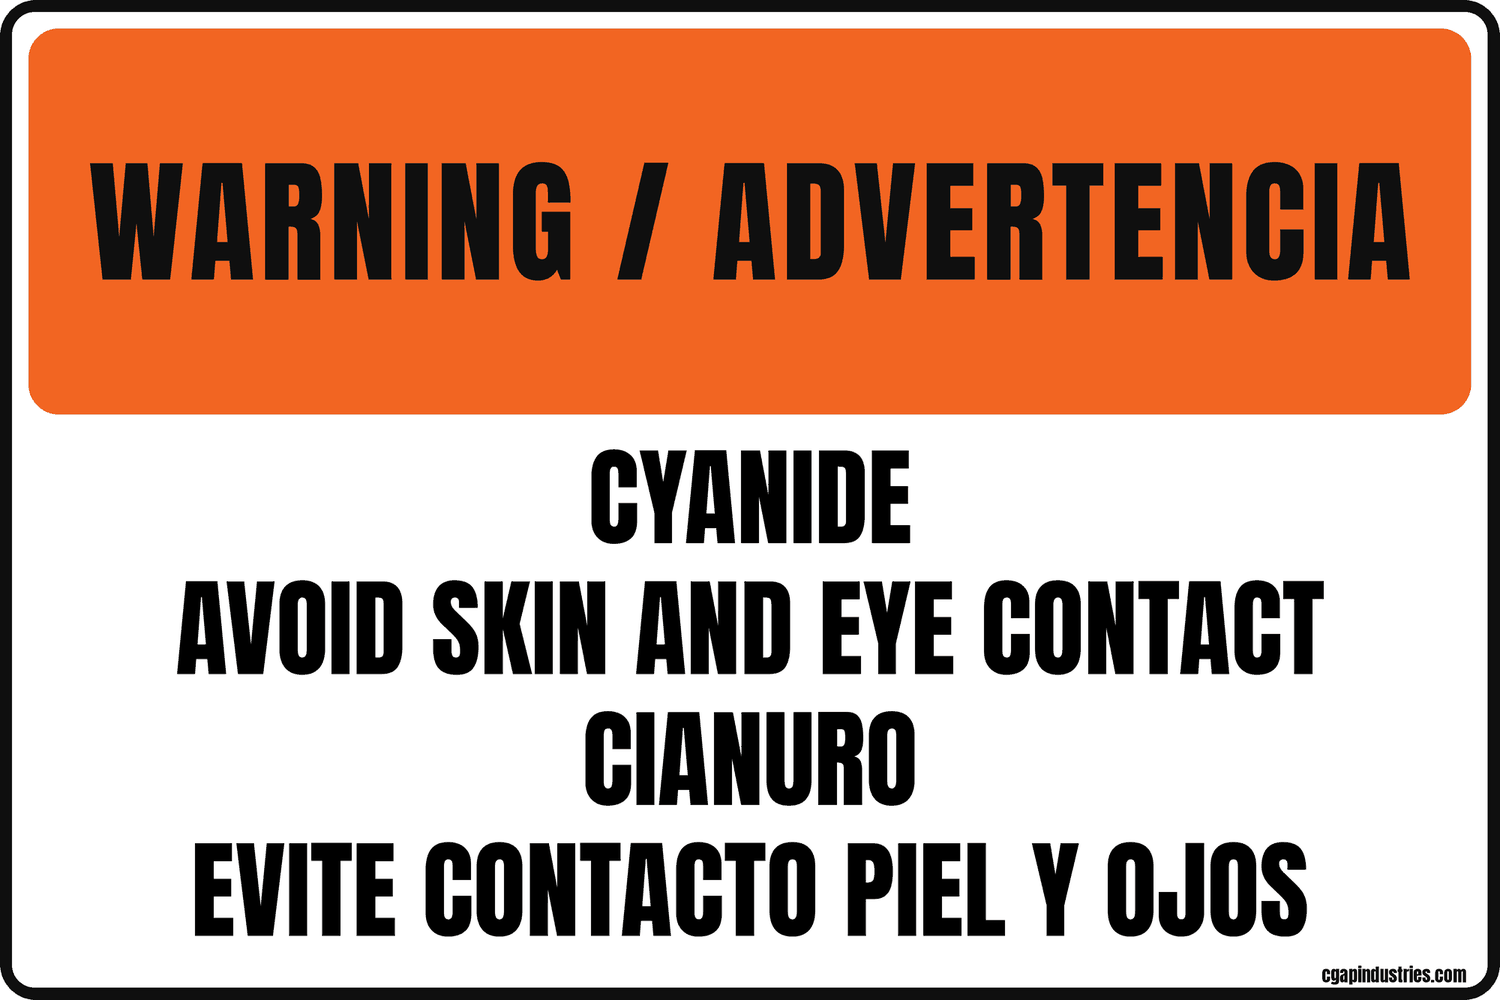 WARNING / ADVERTENCIA
CYANIDE
AVOID SKIN AND EYE CONTACT
CIANURO
EVITE CONTACTO PIEL Y OJOS
cgapindustries.com